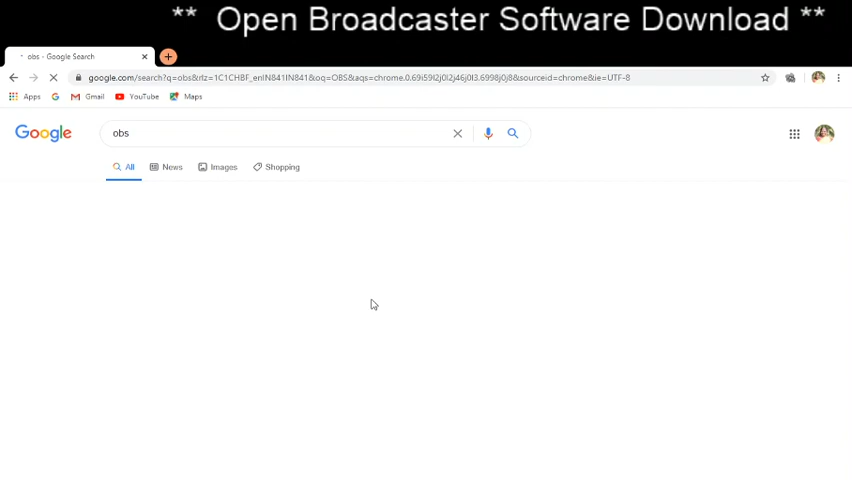 ** Open Broadcaster Software Download **
obs - Google Search
google.com/search?q=obs&rlz=1C1CHBF_enIN841IN841&oq=OBS&aqs=chrome.0.69i59l2j46j0l3.6998j0j8&sourceid=chrome&ie=UTF-8
Apps Gmail YouTube Maps
Google obs
All News Images Shopping